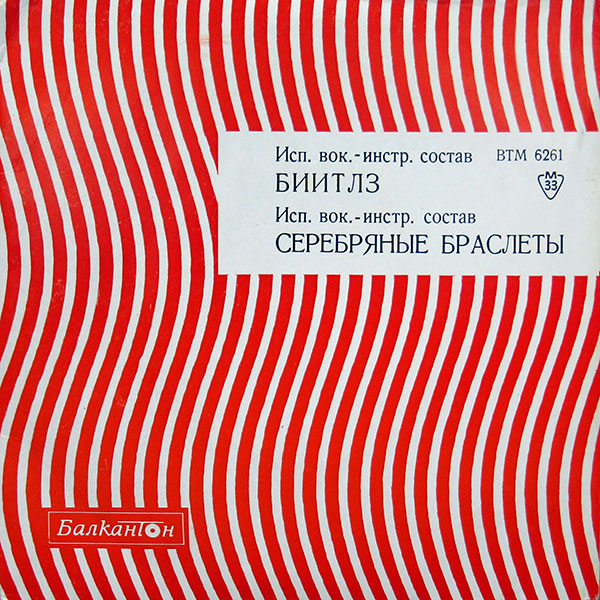 Исп. вок.-инстр. состав ВТМ 6261
БИИТЛЗ
М
33
Исп. вок.-инстр. состав
СЕРЕБРЯНЫЕ БРАСЛЕТЫ
Балкантон